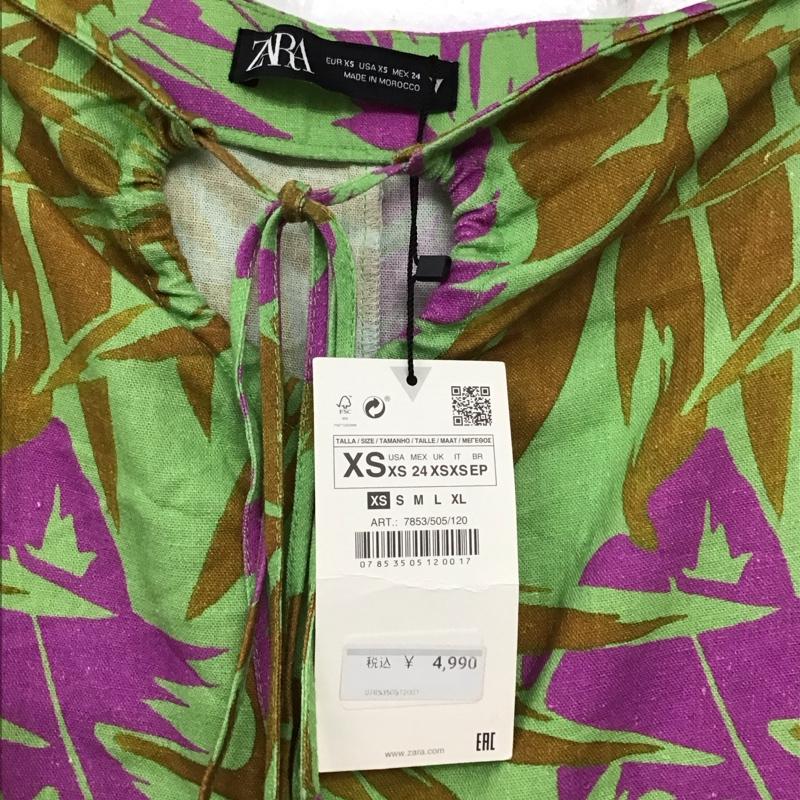 ZARA
EUR XS USA XS MEX 24
MADE IN MOROCCO
FSC
TALLA / SIZE / TAMANHO / TAILLE / MAAT / ΜΕΓΕΘΟΣ
XS
USA MEX UK IT BR
XS 24 XS XS EP
XS S M L XL
ART.: 7853/505/120
07853505120017
税込 ¥ 4,990
www.zara.com
EAC